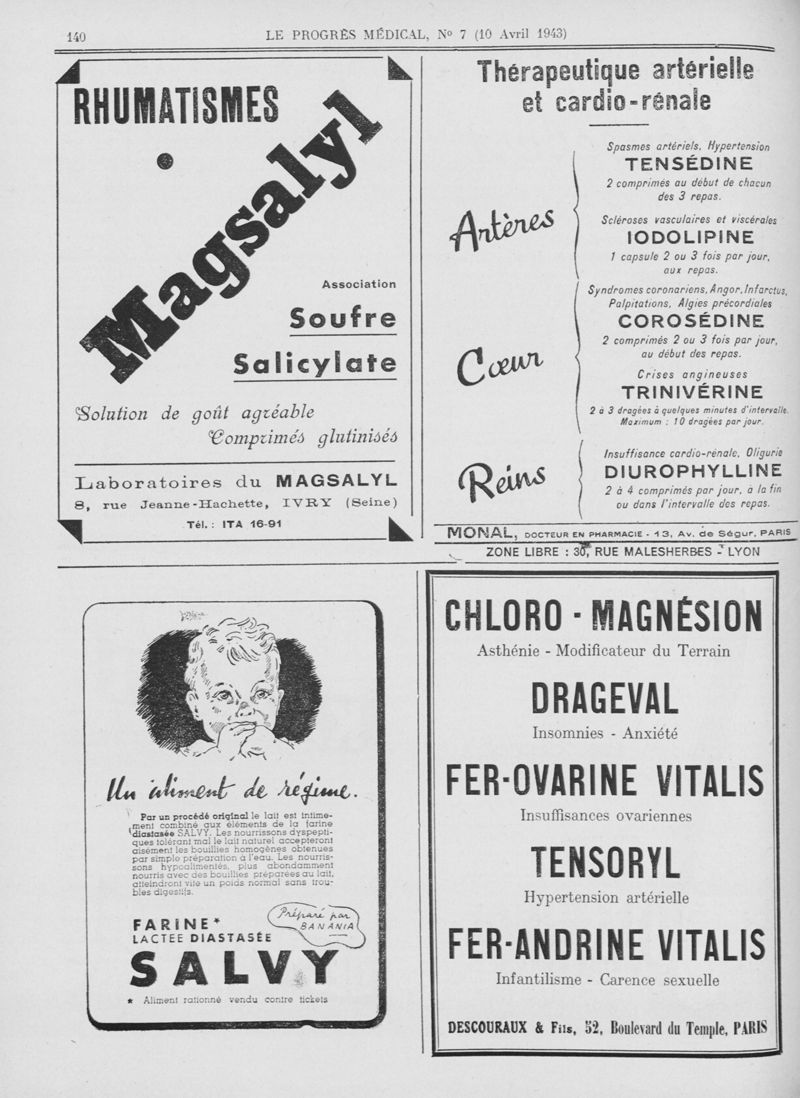 140
LE PROGRÈS MÉDICAL, No 7 (10 Avril 1943)
RHUMATISMES
Magsalyl
Association
Soufre
Salicylate
Solution de goût agréable
Comprimés glutinisés
Laboratoires du MAGSALYL
8, rue Jeanne-Hachette, IVRY (Seine)
Tél. : ITA 16-91
Thérapeutique artérielle
et cardio-rénale
Artères
Spasmes artériels, Hypertension
TENSÉDINE
2 comprimés au début de chacun
des 3 repas.
Scléroses vasculaires et viscérales
IODOLIPINE
1 capsule 2 ou 3 fois par jour,
aux repas.
Cœur
Syndromes coronariens, Angor, Infarctus,
Palpitations, Algies précordiales
COROSÉDINE
2 comprimés 2 ou 3 fois par jour,
au début des repas.
Crises angineuses
TRINIVÉRINE
2 à 3 dragées à quelques minutes d'intervalle.
Maximum : 10 dragées par jour.
Reins
Insuffisance cardio-rénale, Oligurie
DIUROPHYLLINE
2 à 4 comprimés par jour, à la fin
ou dans l'intervalle des repas.
MONAL, DOCTEUR EN PHARMACIE - 13, Av. de Ségur, PARIS
ZONE LIBRE : 30, RUE MALESHERBES - LYON
Un aliment de régime.
Par un procédé original le lait est intime-
ment combiné aux éléments de la farine
diastasée SALVY. Les nourrissons dyspepti-
ques tolérant mal le lait naturel accepteront
aisément les bouillies homogènes obtenues
par simple préparation à l'eau. Les nourris-
sons hypoalimentés, plus abondamment
nourris avec des bouillies préparées au lait,
atteindront vite un poids normal sans trou-
bles digestifs.
FARINE*
LACTÉE DIASTASÉE
Préparé par
BANANIA
SALVY
* Aliment rationné vendu contre tickets
CHLORO - MAGNÉSION
Asthénie - Modificateur du Terrain
DRAGEVAL
Insomnies - Anxiété
FER-OVARINE VITALIS
Insuffisances ovariennes
TENSORYL
Hypertension artérielle
FER-ANDRINE VITALIS
Infantilisme - Carence sexuelle
DESCOURAUX & Fils, 52, Boulevard du Temple, PARIS